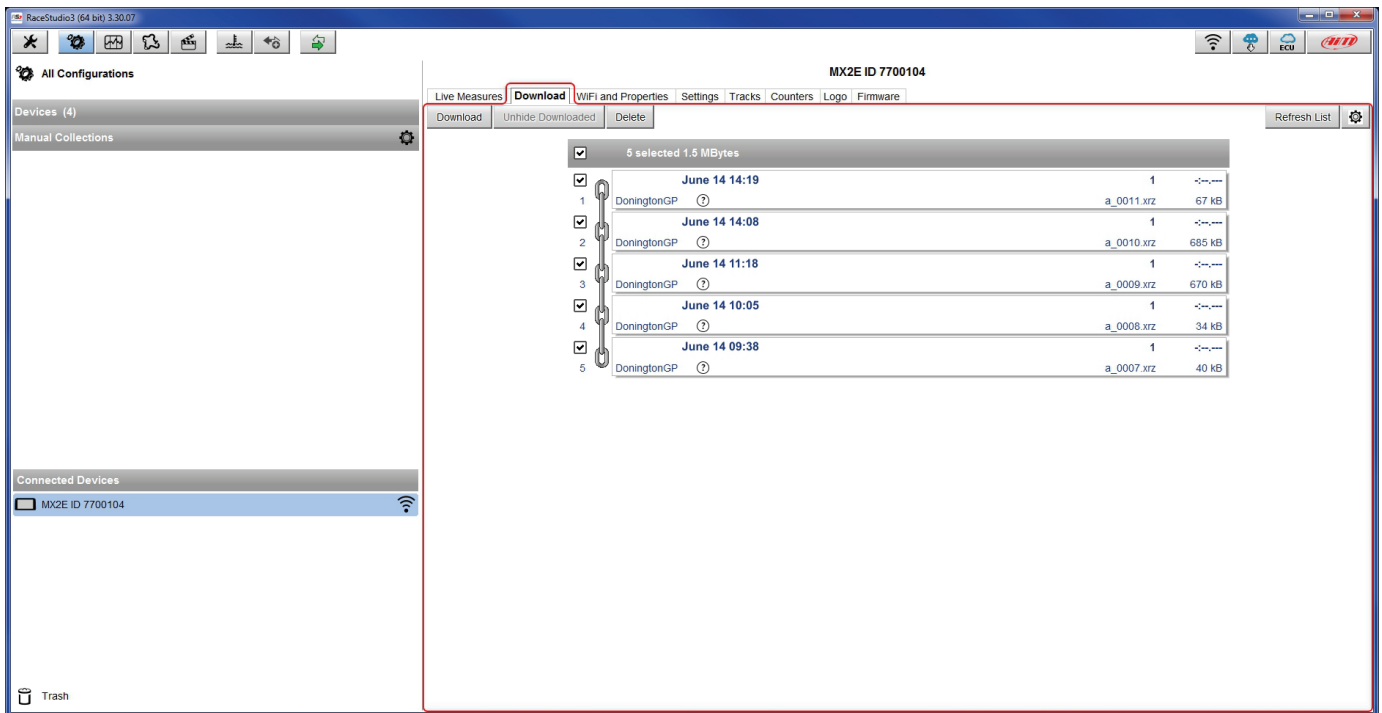 RaceStudio3 (64 bit) 3.30.07
ECU
AiM
All Configurations
Devices (4)
Manual Collections
Connected Devices
MX2E ID 7700104
Trash
MX2E ID 7700104
Live Measures Download WiFi and Properties Settings Tracks Counters Logo Firmware
Download Unhide Downloaded Delete Refresh List
5 selected 1.5 MBytes
June 14 14:19 1 -:--.---
1 DoningtonGP ? a_0011.xrz 67 kB
June 14 14:08 1 -:--.---
2 DoningtonGP ? a_0010.xrz 685 kB
June 14 11:18 1 -:--.---
3 DoningtonGP ? a_0009.xrz 670 kB
June 14 10:05 1 -:--.---
4 DoningtonGP ? a_0008.xrz 34 kB
June 14 09:38 1 -:--.---
5 DoningtonGP ? a_0007.xrz 40 kB